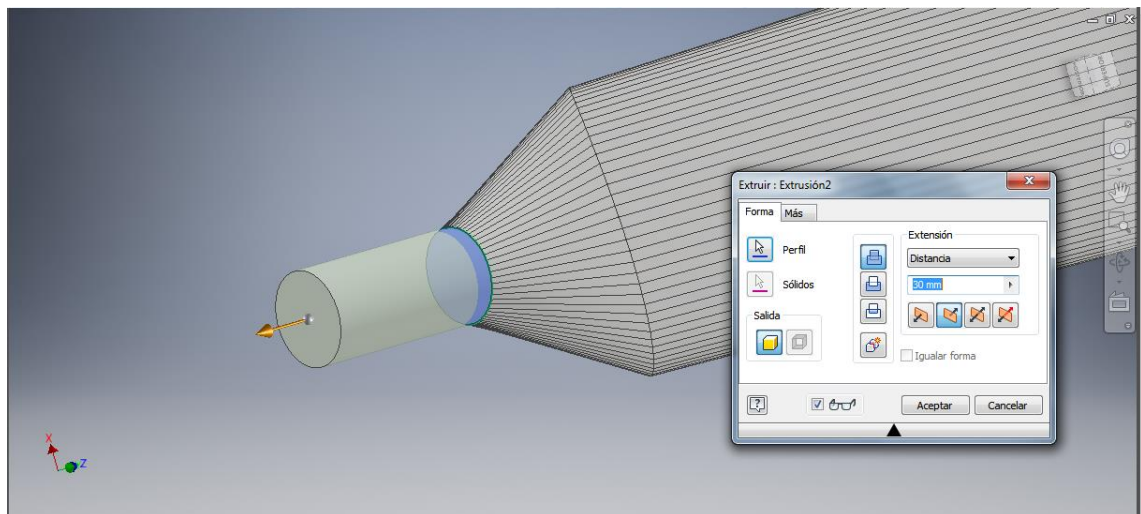 Extruir : Extrusión2
Forma
Más
Perfil
Sólidos
Salida
Extensión
Distancia
30 mm
Igualar forma
Aceptar
Cancelar
X
Z